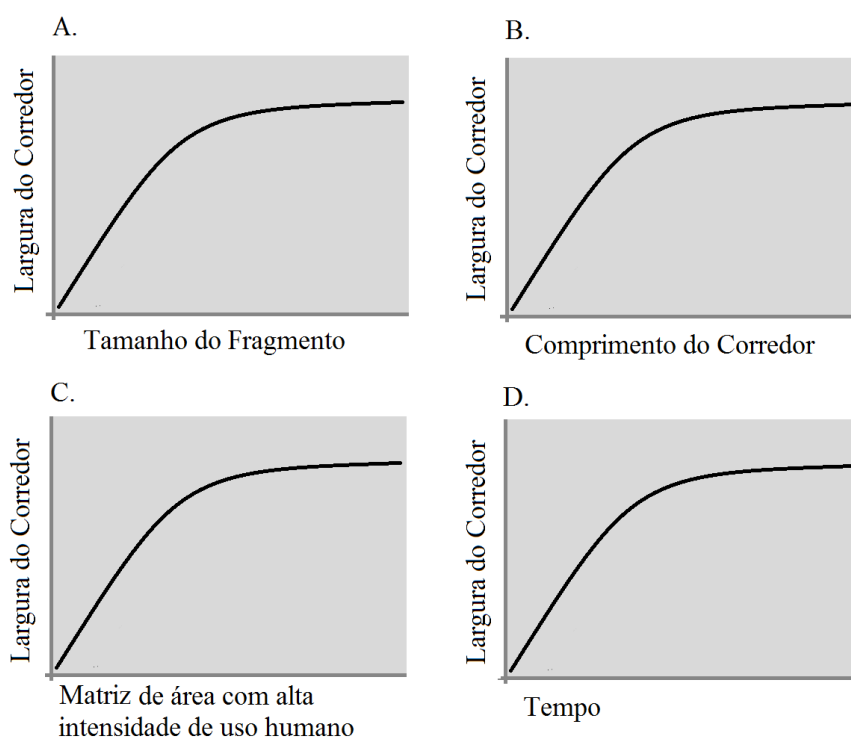 A.
Largura do Corredor
Tamanho do Fragmento
B.
Largura do Corredor
Comprimento do Corredor
C.
Largura do Corredor
Matriz de área com alta
intensidade de uso humano
D.
Largura do Corredor
Tempo